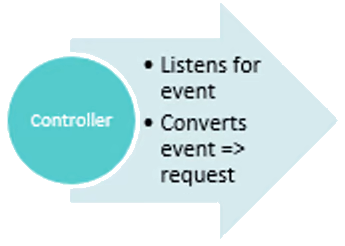 Controller
• Listens for
event
• Converts
event =>
request